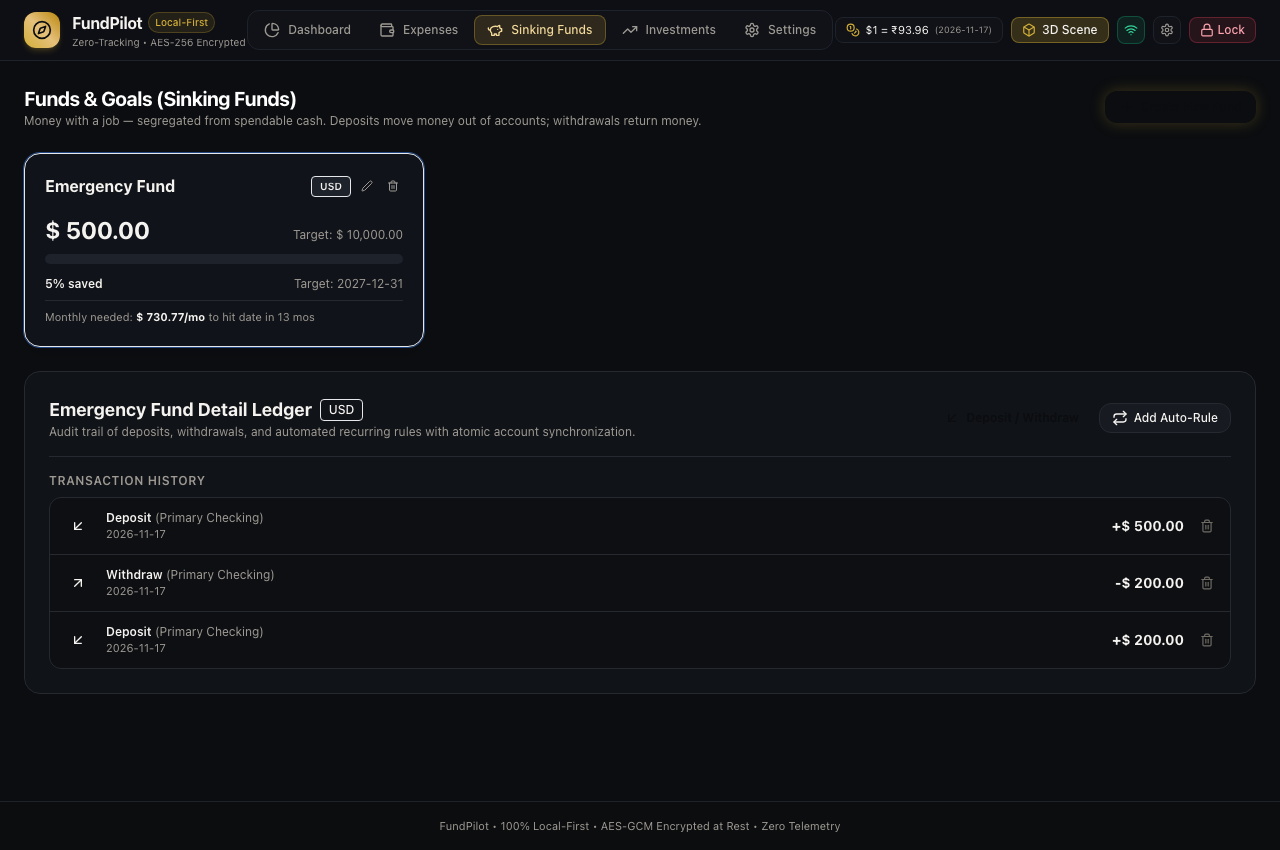 FundPilot Local-First
Zero-Tracking • AES-256 Encrypted
Dashboard Expenses Sinking Funds Investments Settings
$1 = ₹93.96 (2026-11-17) 3D Scene Lock
Funds & Goals (Sinking Funds)
Money with a job — segregated from spendable cash. Deposits move money out of accounts; withdrawals return money.
Emergency Fund USD
$ 500.00 Target: $ 10,000.00
5% saved Target: 2027-12-31
Monthly needed: $ 730.77/mo to hit date in 13 mos
Emergency Fund Detail Ledger USD
Deposit / Withdraw Add Auto-Rule
Audit trail of deposits, withdrawals, and automated recurring rules with atomic account synchronization.
TRANSACTION HISTORY
Deposit (Primary Checking) +$ 500.00
2026-11-17
Withdraw (Primary Checking) -$ 200.00
2026-11-17
Deposit (Primary Checking) +$ 200.00
2026-11-17
FundPilot • 100% Local-First • AES-GCM Encrypted at Rest • Zero Telemetry